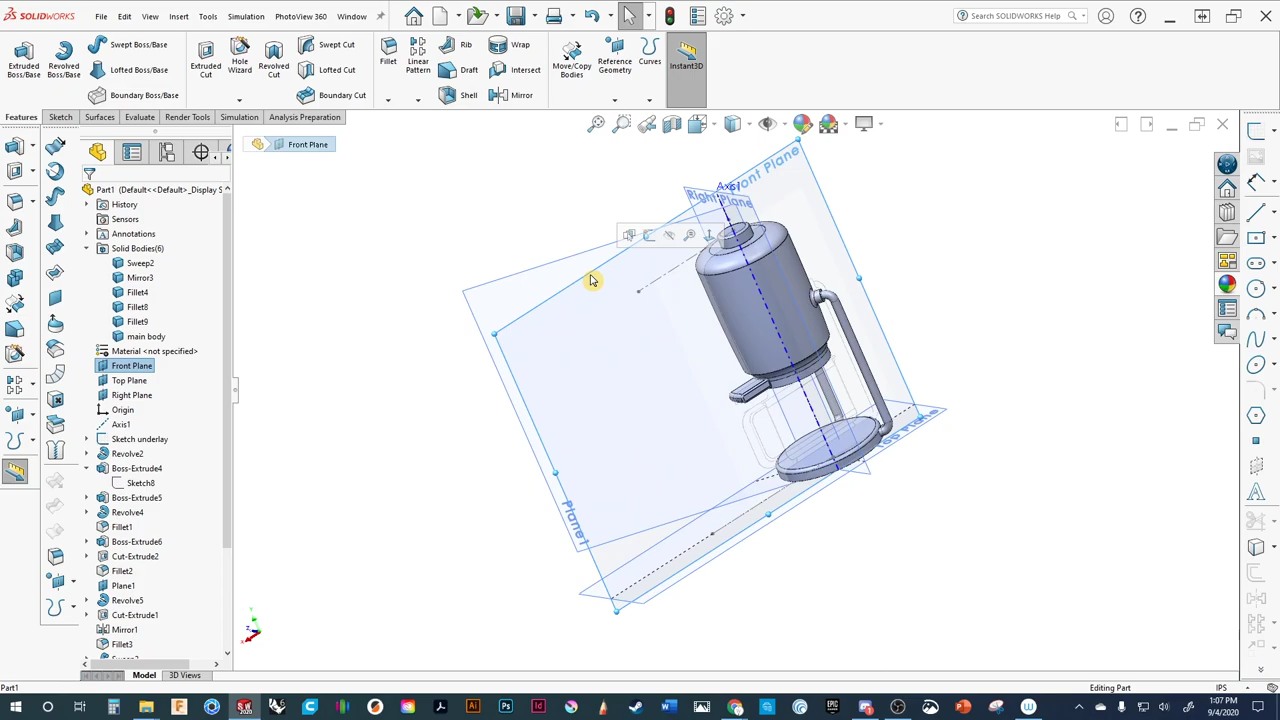 SOLIDWORKS File Edit View Insert Tools Simulation PhotoView 360 Window Search SOLIDWORKS Help
Extruded Boss/Base
Revolved Boss/Base
Swept Boss/Base
Lofted Boss/Base
Boundary Boss/Base
Extruded Cut
Hole Wizard
Revolved Cut
Swept Cut
Lofted Cut
Boundary Cut
Fillet
Linear Pattern
Rib
Draft
Shell
Wrap
Intersect
Mirror
Move/Copy Bodies
Reference Geometry
Curves
Instant3D
Features Sketch Surfaces Evaluate Render Tools Simulation Analysis Preparation
Front Plane
Part1 (Default<<Default>_Display S
History
Sensors
Annotations
Solid Bodies(6)
Sweep2
Mirror3
Fillet4
Fillet8
Fillet9
main body
Material <not specified>
Front Plane
Top Plane
Right Plane
Origin
Axis1
Sketch underlay
Revolve2
Boss-Extrude4
Sketch8
Boss-Extrude5
Revolve4
Fillet1
Boss-Extrude6
Cut-Extrude2
Fillet2
Plane1
Revolve5
Cut-Extrude1
Mirror1
Fillet3
Front Plane
Axis1
Right Plane
Top Plane
Plane1
Model 3D Views
Editing Part IPS
1:07 PM
9/4/2020